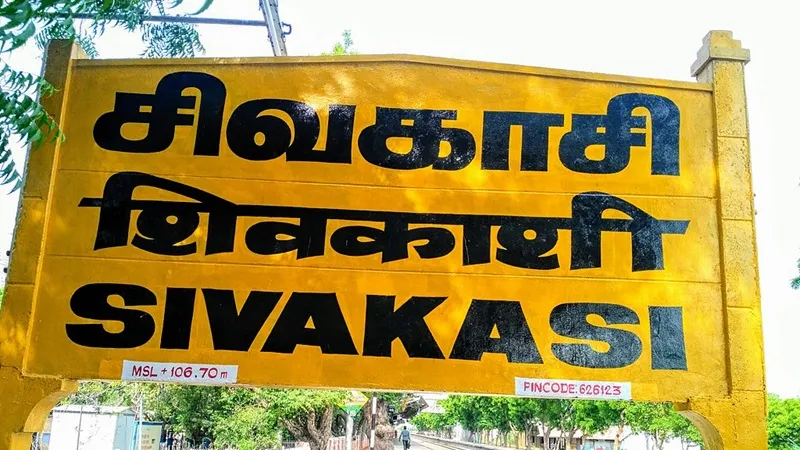 சிவகாசி
शिवकाशी
SIVAKASI
MSL + 106.70 m
PINCODE:626123